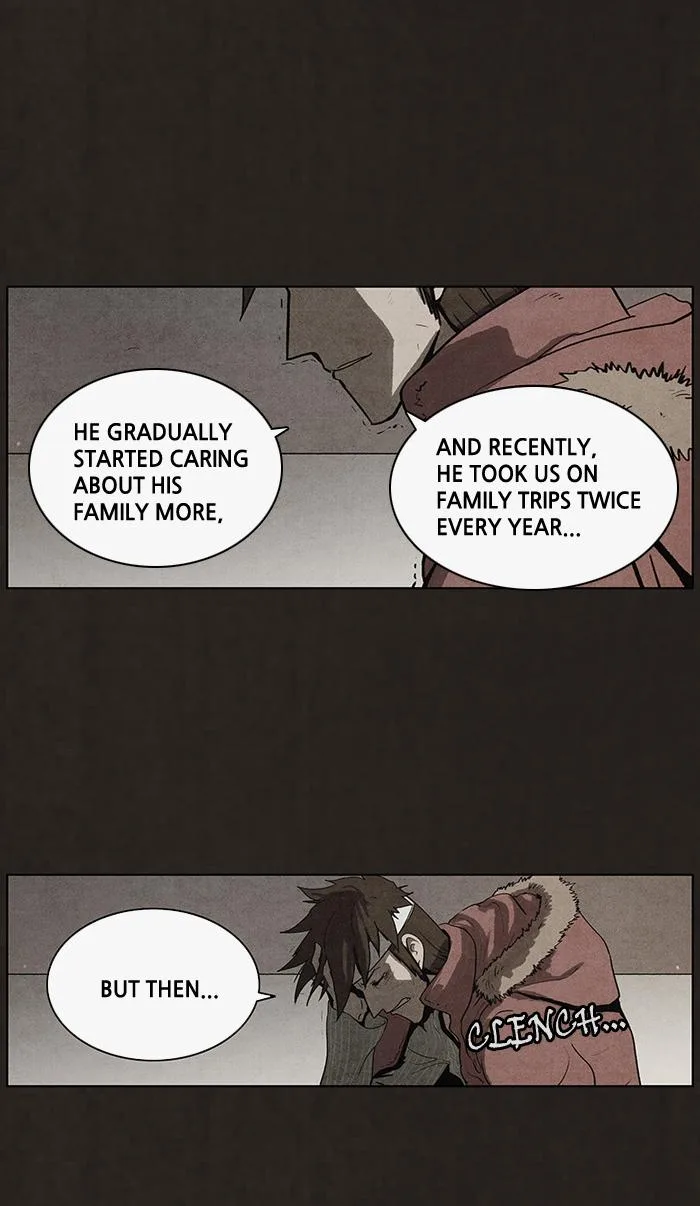 HE GRADUALLY
STARTED CARING
ABOUT HIS
FAMILY MORE,
AND RECENTLY,
HE TOOK US ON
FAMILY TRIPS TWICE
EVERY YEAR...
BUT THEN...
CLENCH...